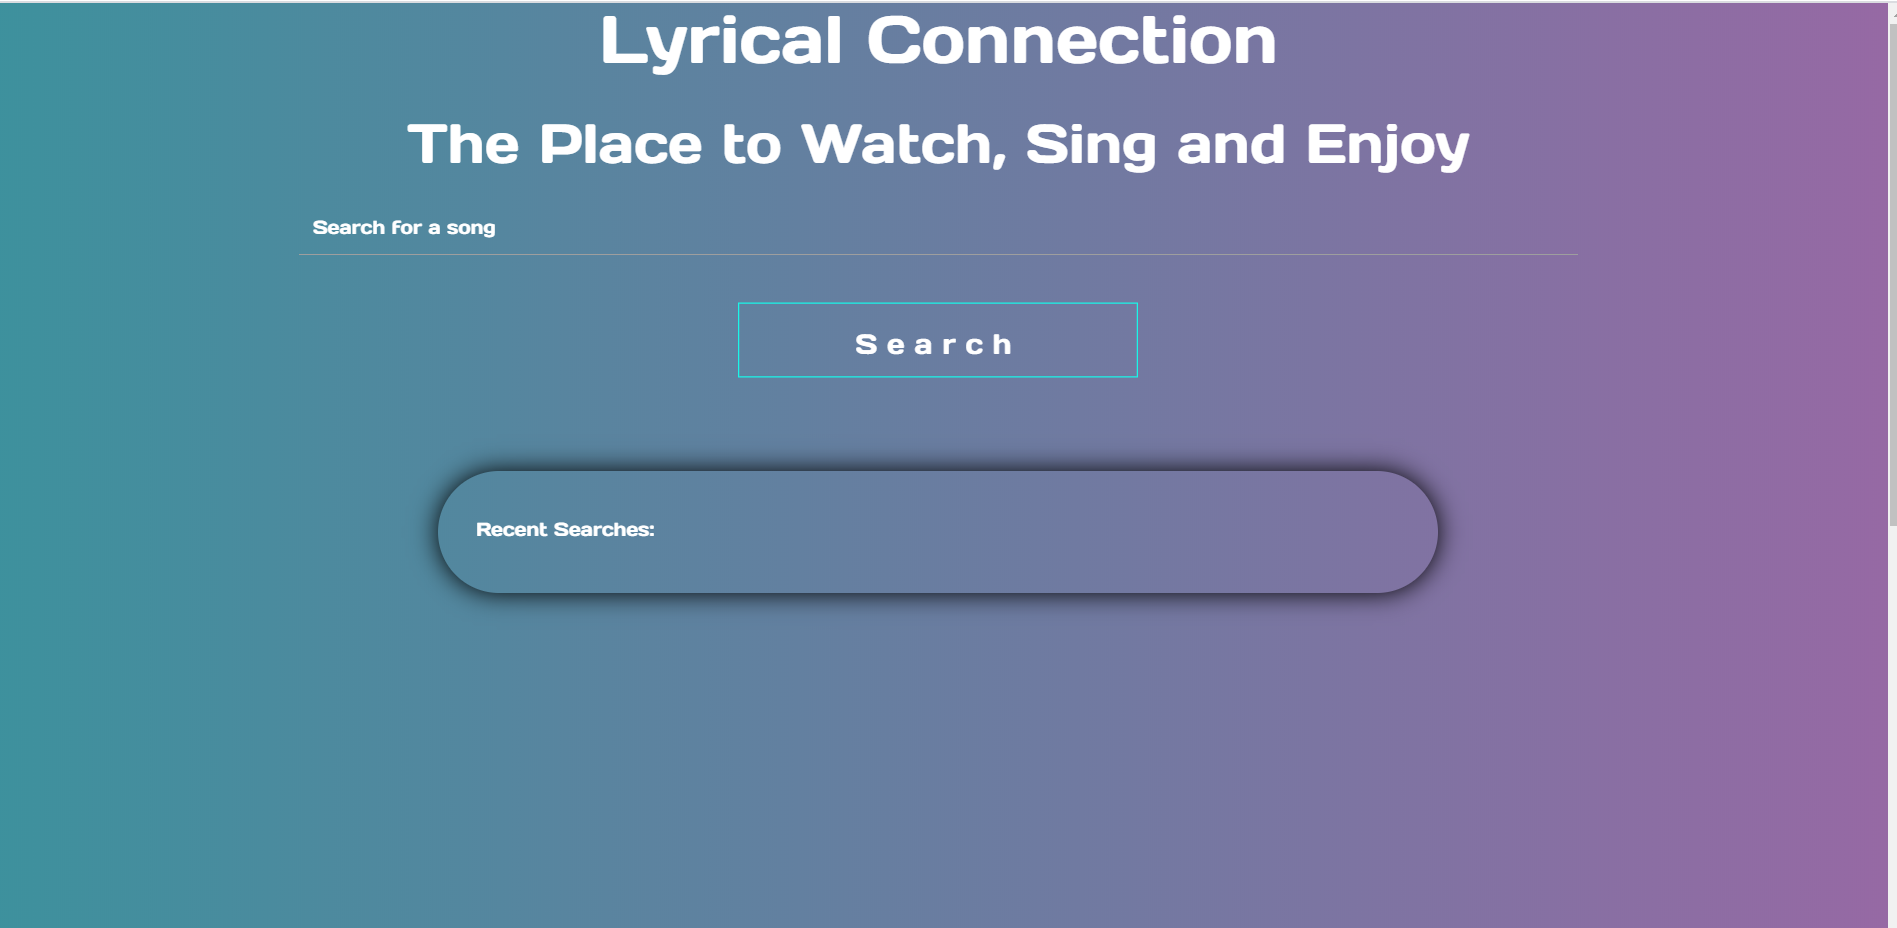 Lyrical Connection
The Place to Watch, Sing and Enjoy
Search for a song
Search
Recent Searches: